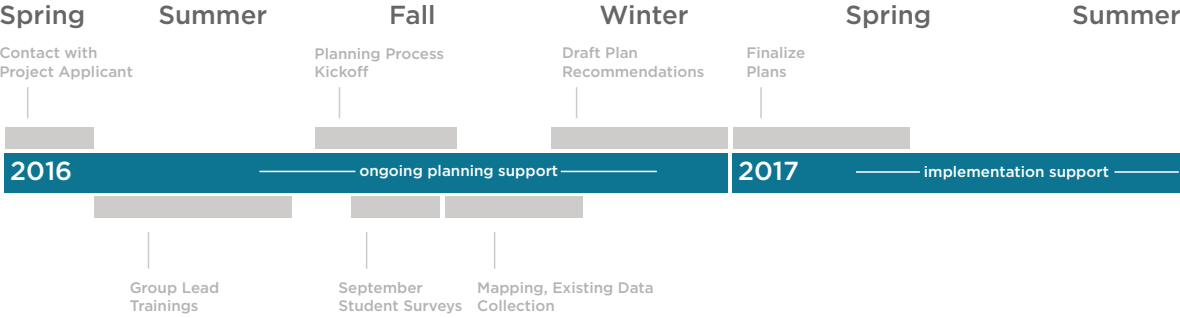 Spring Summer Fall Winter Spring Summer
Contact with
Project Applicant
Planning Process
Kickoff
Draft Plan
Recommendations
Finalize
Plans
2016 ongoing planning support 2017 implementation support
Group Lead
Trainings
September
Student Surveys
Mapping, Existing Data
Collection